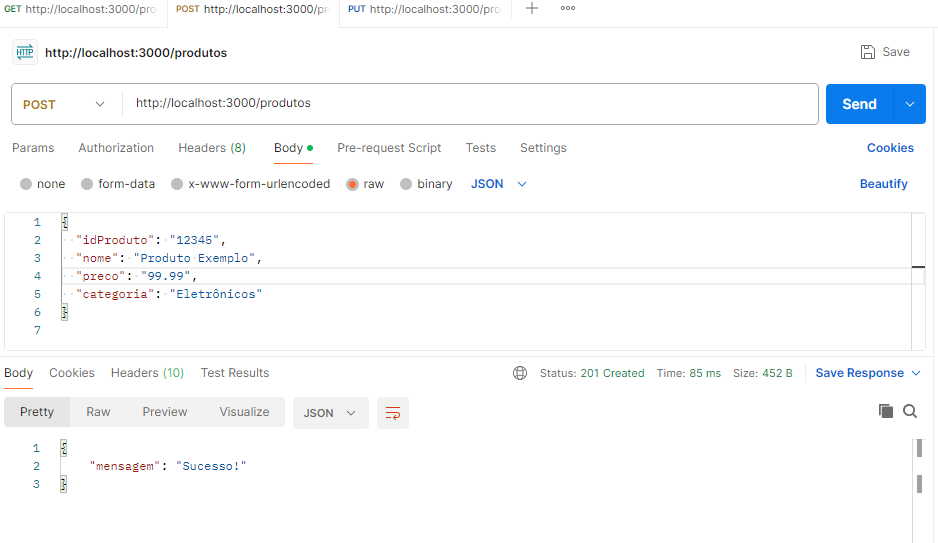 GET http://localhost:3000/pro POST http://localhost:3000/pr PUT http://localhost:3000/pro
HTTP http://localhost:3000/produtos Save
POST http://localhost:3000/produtos Send
Params Authorization Headers (8) Body Pre-request Script Tests Settings Cookies
none form-data x-www-form-urlencoded raw binary JSON Beautify
1 {
2 "idProduto": "12345",
3 "nome": "Produto Exemplo",
4 "preco": "99.99",
5 "categoria": "Eletrônicos"
6 }
7
Body Cookies Headers (10) Test Results Status: 201 Created Time: 85 ms Size: 452 B Save Response
Pretty Raw Preview Visualize JSON
1 {
2 "mensagem": "Sucesso!"
3 }